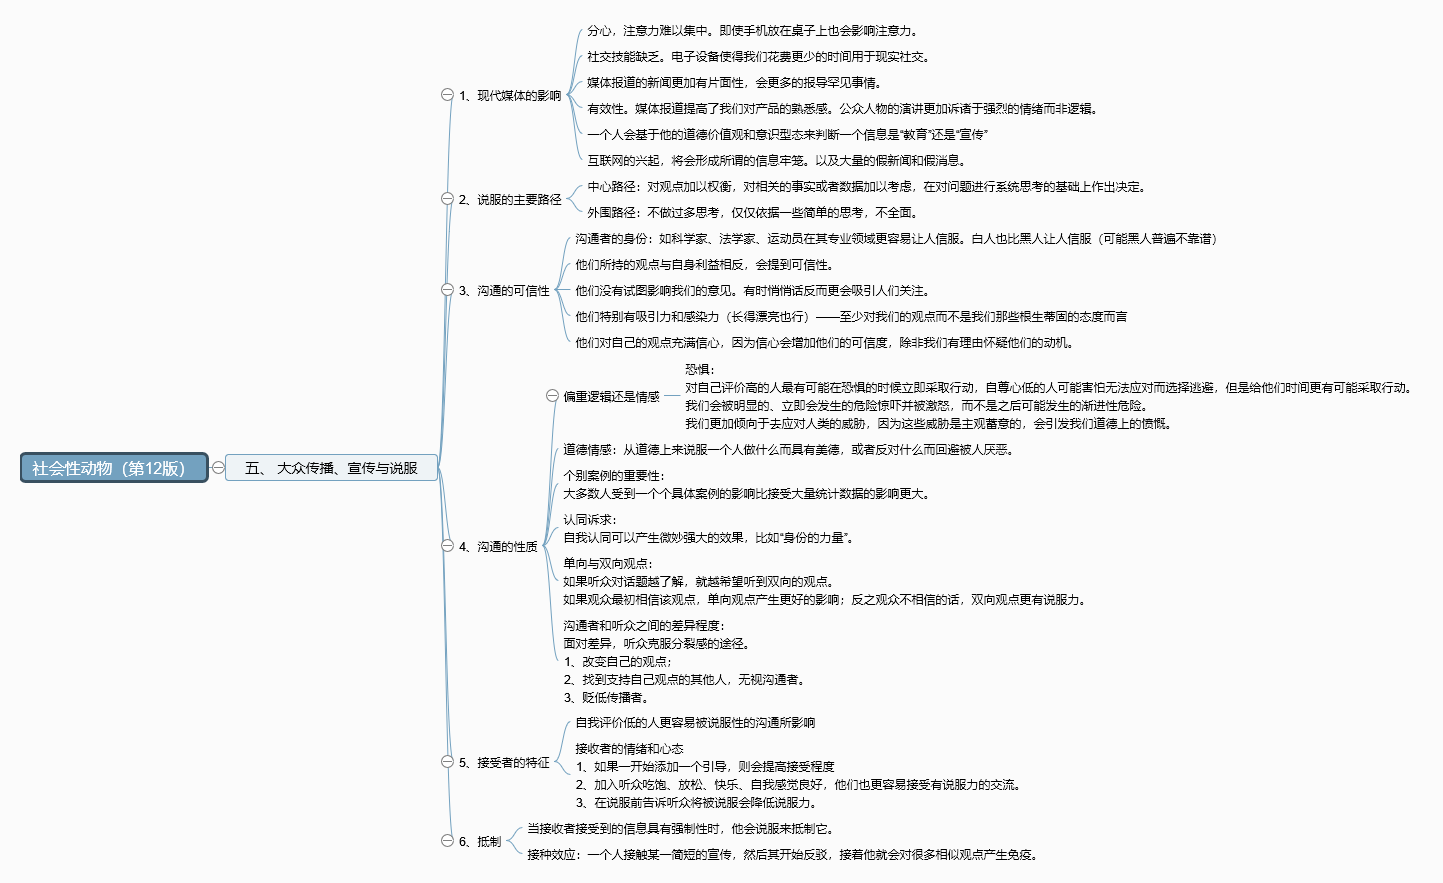 社会性动物（第12版）
五、 大众传播、宣传与说服
1、现代媒体的影响
分心，注意力难以集中。即使手机放在桌子上也会影响注意力。
社交技能缺乏。电子设备使得我们花费更少的时间用于现实社交。
媒体报道的新闻更加有片面性，会更多的报导罕见事情。
有效性。媒体报道提高了我们对产品的熟悉感。公众人物的演讲更加诉诸于强烈的情绪而非逻辑。
一个人会基于他的道德价值观和意识型态来判断一个信息是“教育”还是“宣传”
互联网的兴起，将会形成所谓的信息牢笼。以及大量的假新闻和假消息。
2、说服的主要路径
中心路径：对观点加以权衡，对相关的事实或者数据加以考虑，在对问题进行系统思考的基础上作出决定。
外围路径：不做过多思考，仅仅依据一些简单的思考，不全面。
3、沟通的可信性
沟通者的身份：如科学家、法学家、运动员在其专业领域更容易让人信服。白人也比黑人让人信服（可能黑人普遍不靠谱）
他们所持的观点与自身利益相反，会提到可信性。
他们没有试图影响我们的意见。有时悄悄话反而更会吸引人们关注。
他们特别有吸引力和感染力（长得漂亮也行）——至少对我们的观点而不是我们那些根生蒂固的态度而言
他们对自己的观点充满信心，因为信心会增加他们的可信度，除非我们有理由怀疑他们的动机。
4、沟通的性质
偏重逻辑还是情感
恐惧：
对自己评价高的人最有可能在恐惧的时候立即采取行动，自尊心低的人可能害怕无法应对而选择逃避，但是给他们时间更有可能采取行动。
我们会被明显的、立即会发生的危险惊吓并被激怒，而不是之后可能发生的渐进性危险。
我们更加倾向于去应对人类的威胁，因为这些威胁是主观蓄意的，会引发我们道德上的愤慨。
道德情感：从道德上来说服一个人做什么而具有美德，或者反对什么而回避被人厌恶。
个别案例的重要性：
大多数人受到一个个具体案例的影响比接受大量统计数据的影响更大。
认同诉求：
自我认同可以产生微妙强大的效果，比如“身份的力量”。
单向与双向观点：
如果听众对话题越了解，就越希望听到双向的观点。
如果观众最初相信该观点，单向观点产生更好的影响；反之观众不相信的话，双向观点更有说服力。
沟通者和听众之间的差异程度：
面对差异，听众克服分裂感的途径。
1、改变自己的观点；
2、找到支持自己观点的其他人，无视沟通者。
3、贬低传播者。
5、接受者的特征
自我评价低的人更容易被说服性的沟通所影响
接收者的情绪和心态
1、如果一开始添加一个引导，则会提高接受程度
2、加入听众吃饱、放松、快乐、自我感觉良好，他们也更容易接受有说服力的交流。
3、在说服前告诉听众将被说服会降低说服力。
6、抵制
当接收者接受到的信息具有强制性时，他会说服来抵制它。
接种效应：一个人接触某一简短的宣传，然后其开始反驳，接着他就会对很多相似观点产生免疫。